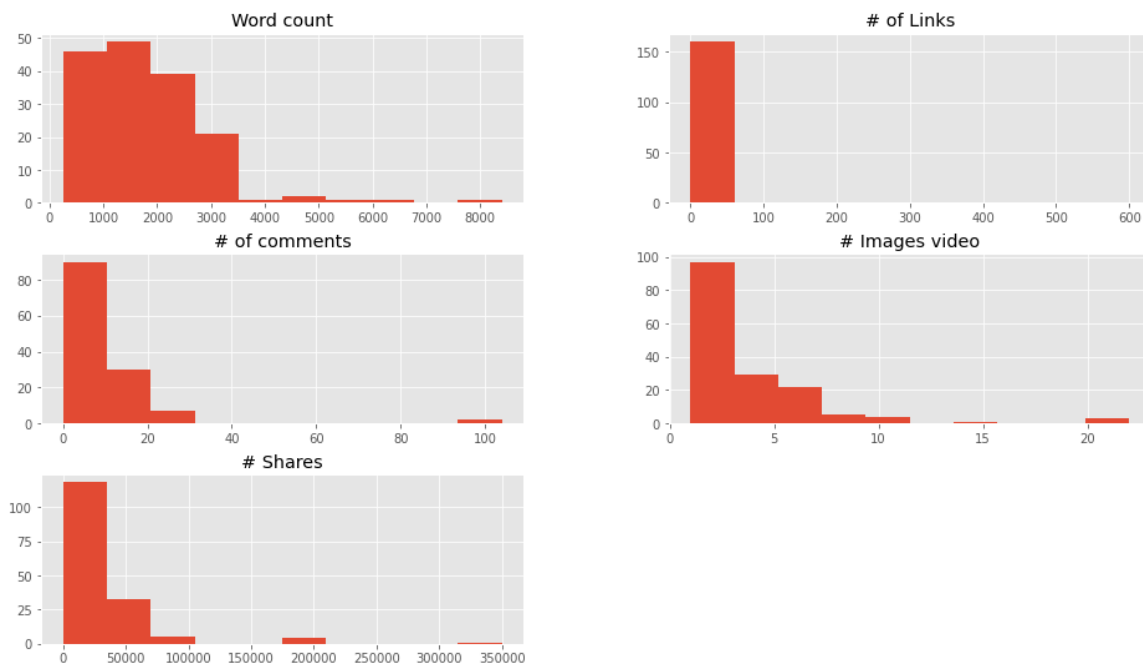 Word count
50
40
30
20
10
0
0 1000 2000 3000 4000 5000 6000 7000 8000
# of Links
150
100
50
0
0 100 200 300 400 500 600
# of comments
80
60
40
20
0
0 20 40 60 80 100
# Images video
100
80
60
40
20
0
0 5 10 15 20
# Shares
100
75
50
25
0
0 50000 100000 150000 200000 250000 300000 350000